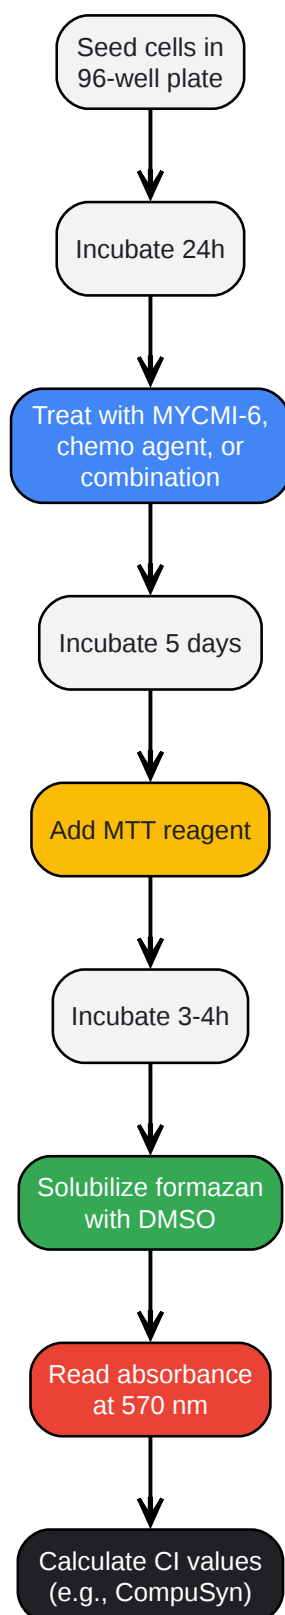 Seed cells in
96-well plate
Incubate 24h
Treat with MYCMI-6,
chemo agent, or
combination
Incubate 5 days
Add MTT reagent
Incubate 3-4h
Solubilize formazan
with DMSO
Read absorbance
at 570 nm
Calculate CI values
(e.g., CompuSyn)